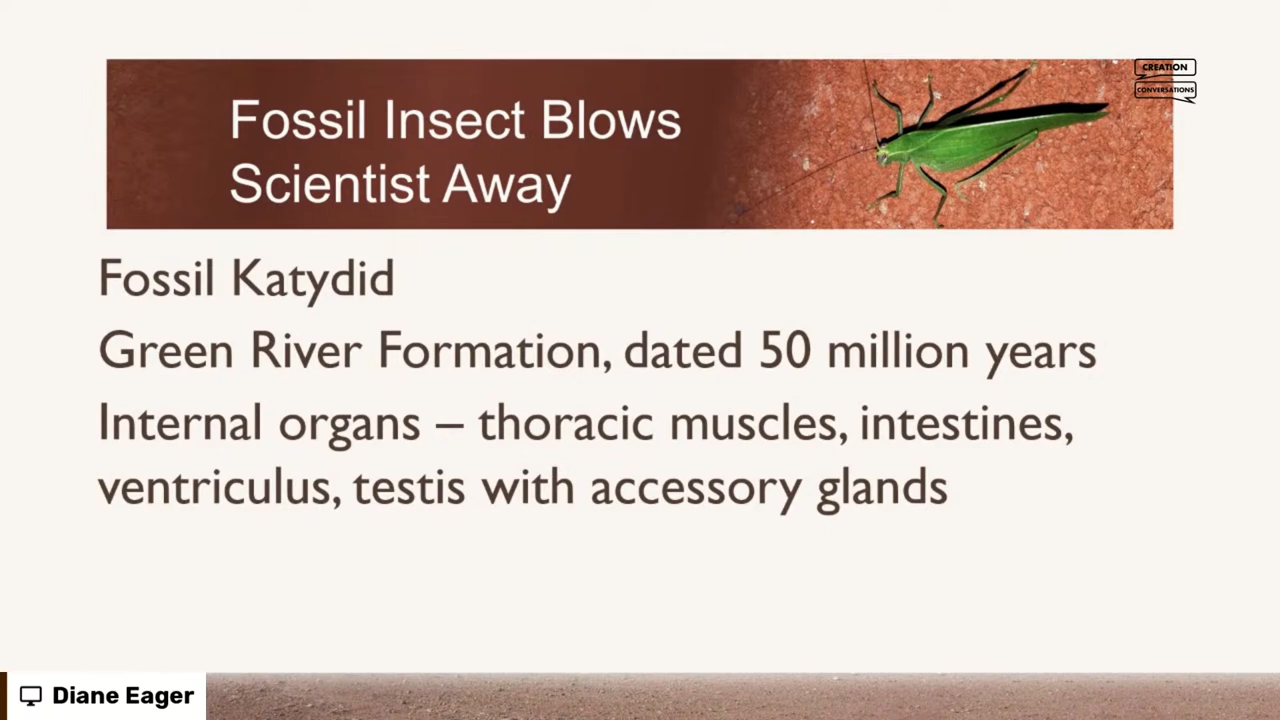 CREATION
CONVERSATIONS
Fossil Insect Blows
Scientist Away
Fossil Katydid
Green River Formation, dated 50 million years
Internal organs – thoracic muscles, intestines,
ventriculus, testis with accessory glands
Diane Eager